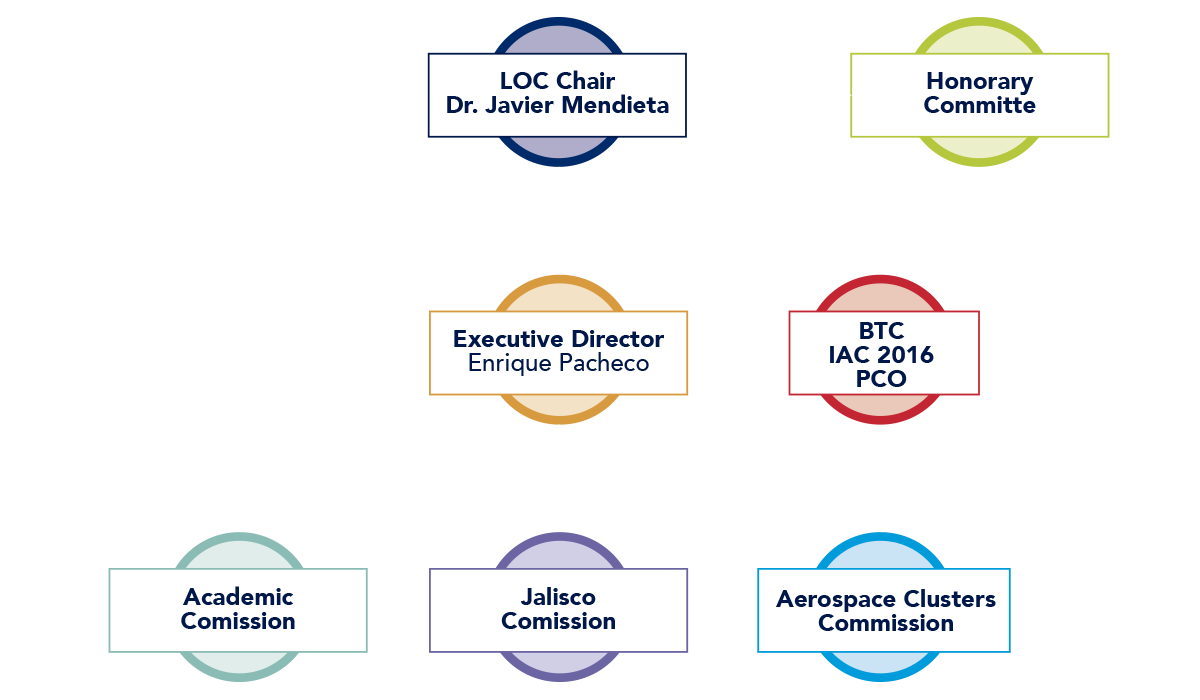 LOC Chair
Dr. Javier Mendieta
Honorary
Committe
Executive Director
Enrique Pacheco
BTC
IAC 2016
PCO
Academic
Comission
Jalisco
Comission
Aerospace Clusters
Commission